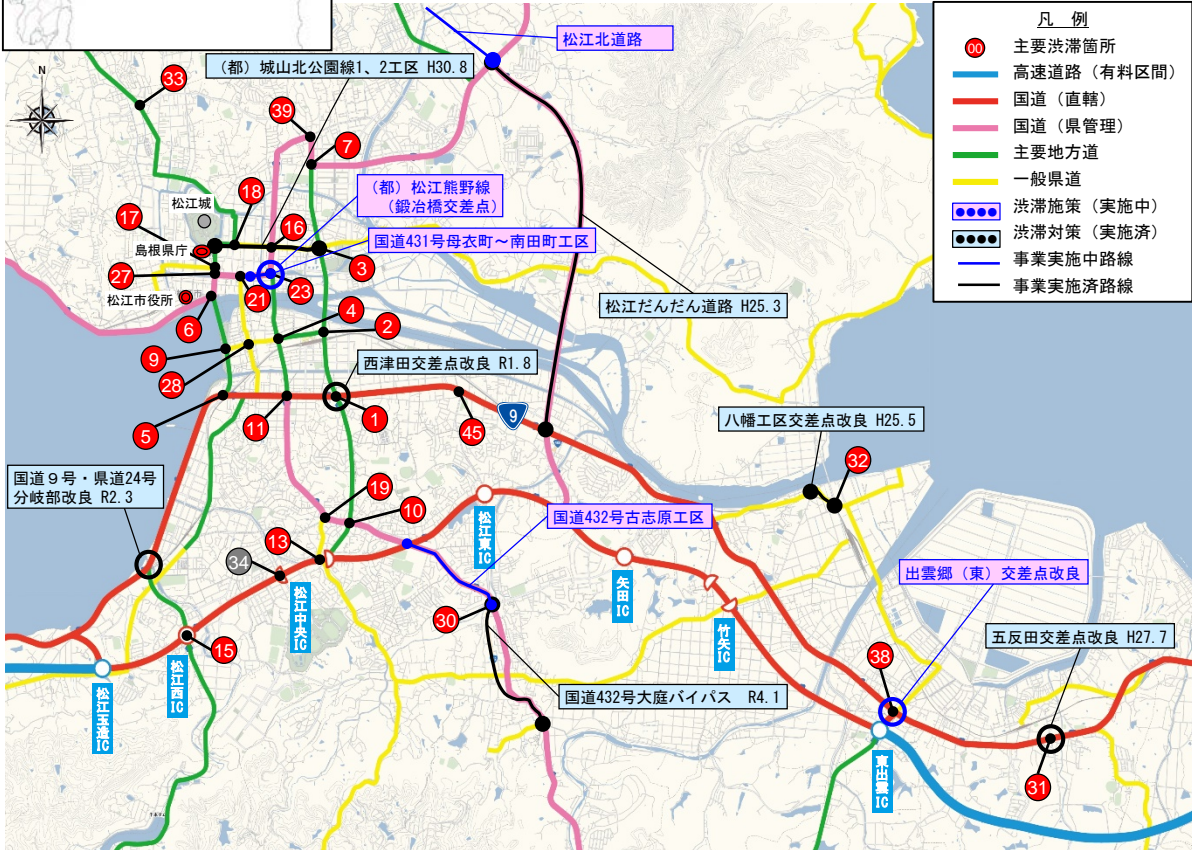 N
松江北道路
(都)城山北公園線1、2工区 H30.8
33
39
7
(都)松江熊野線
(鍛冶橋交差点)
国道431号母衣町～南田町工区
松江城
17
18
16
島根県庁
3
27
21
23
松江市役所
6
4
2
松江だんだん道路 H25.3
9
28
西津田交差点改良 R1.8
5
11
1
45
9
八幡工区交差点改良 H25.5
32
国道9号・県道24号
分岐部改良 R2.3
19
10
松江東IC
国道432号古志原工区
13
34
松江中央IC
矢田IC
出雲郷(東)交差点改良
30
竹矢IC
15
松江西IC
松江玉造IC
38
五反田交差点改良 H27.7
国道432号大庭バイパス R4.1
東出雲IC
31
凡 例
00 主要渋滞箇所
高速道路(有料区間)
国道(直轄)
国道(県管理)
主要地方道
一般県道
渋滞施策(実施中)
渋滞対策(実施済)
事業実施中路線
事業実施済路線